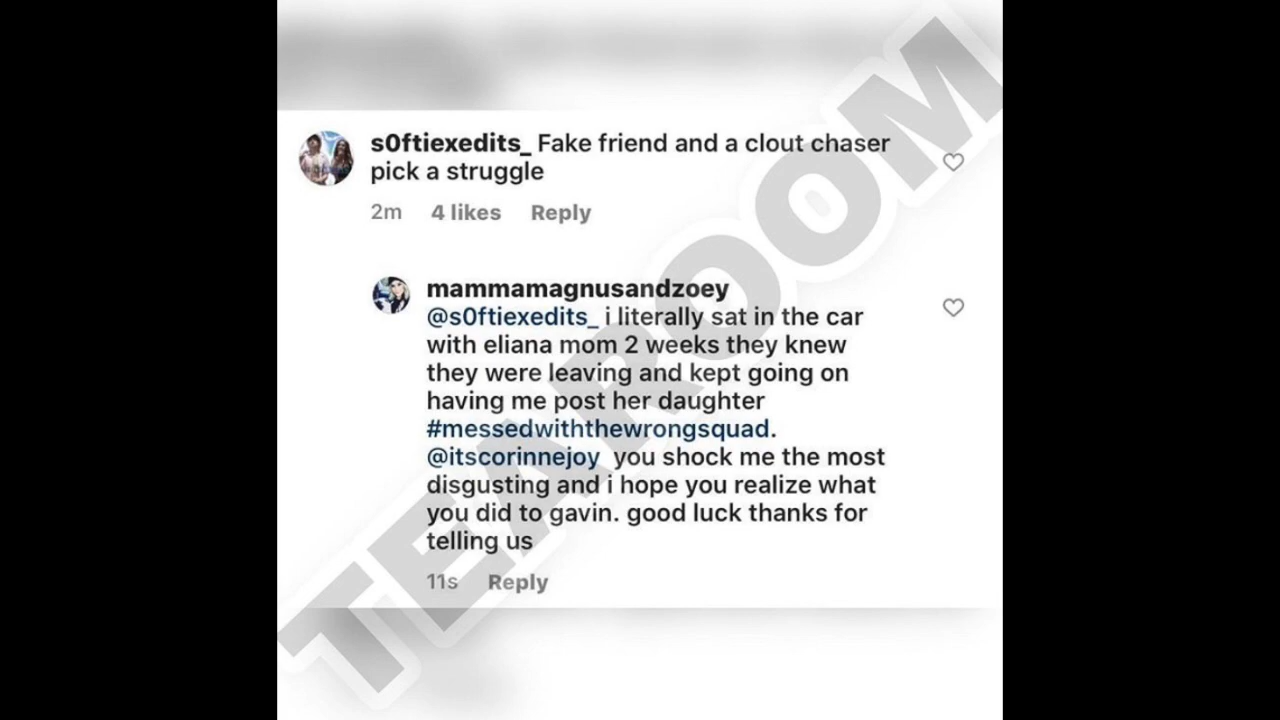 s0ftiexedits_ Fake friend and a clout chaser
pick a struggle
2m 4 likes Reply
mammamagnusandzoey
@s0ftiexedits_ i literally sat in the car
with eliana mom 2 weeks they knew
they were leaving and kept going on
having me post her daughter
#messedwiththewrongsquad.
@itscorinnejoy you shock me the most
disgusting and i hope you realize what
you did to gavin. good luck thanks for
telling us
11s Reply
TEAROOM